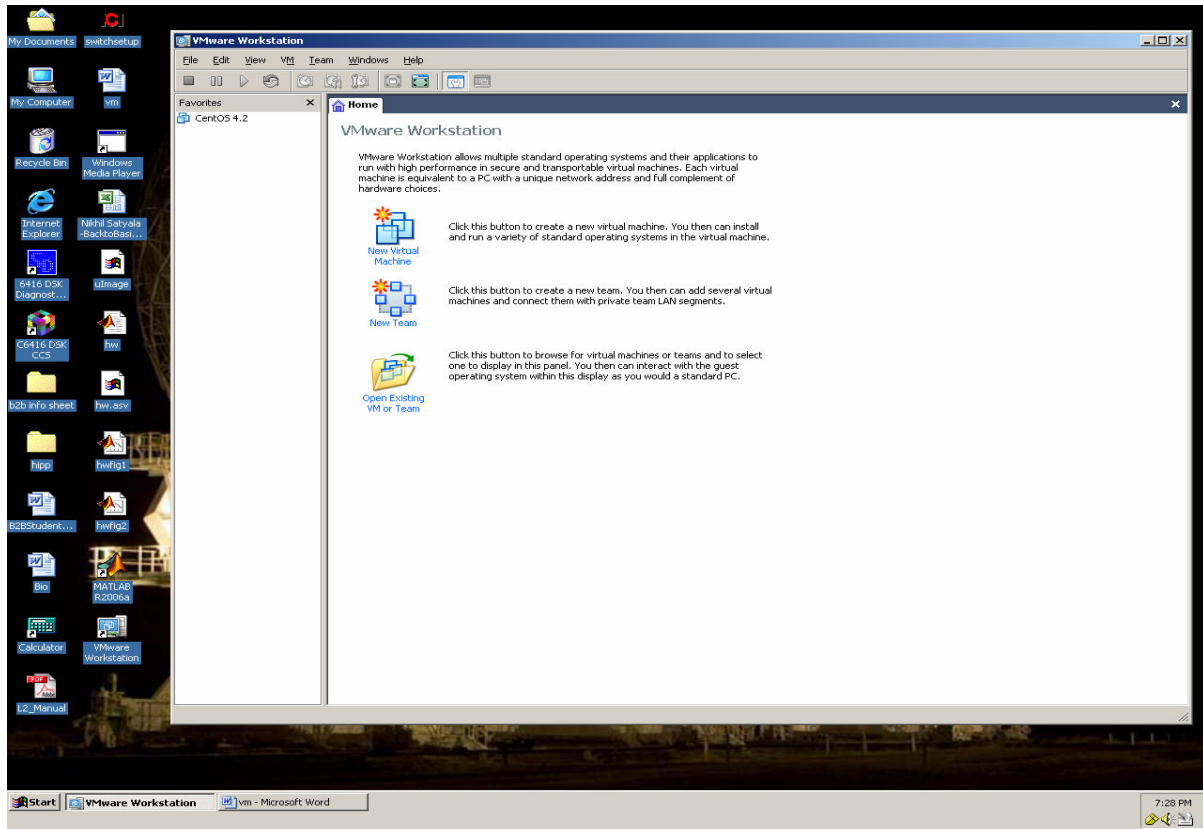 My Documents
switchsetup
My Computer
vm
Recycle Bin
Windows
Media Player
Internet
Explorer
Nikhil Satyala
-BacktoBasi...
6416 DSK
Diagnost...
uImage
C6416 DSK
CCS
hw
b2b info sheet
hw.asv
hipp
hwfig1
B2BStudent...
hwfig2
Bio
MATLAB
R2006a
Calculator
VMware
Workstation
L2_Manual
VMware Workstation
File Edit View VM Team Windows Help
Favorites
CentOS 4.2
Home
VMware Workstation
VMware Workstation allows multiple standard operating systems and their applications to
run with high performance in secure and transportable virtual machines. Each virtual
machine is equivalent to a PC with a unique network address and full complement of
hardware choices.
New Virtual
Machine
Click this button to create a new virtual machine. You then can install
and run a variety of standard operating systems in the virtual machine.
New Team
Click this button to create a new team. You then can add several virtual
machines and connect them with private team LAN segments.
Open Existing
VM or Team
Click this button to browse for virtual machines or teams and to select
one to display in this panel. You then can interact with the guest
operating system within this display as you would a standard PC.
Start
VMware Workstation
vm - Microsoft Word
7:28 PM